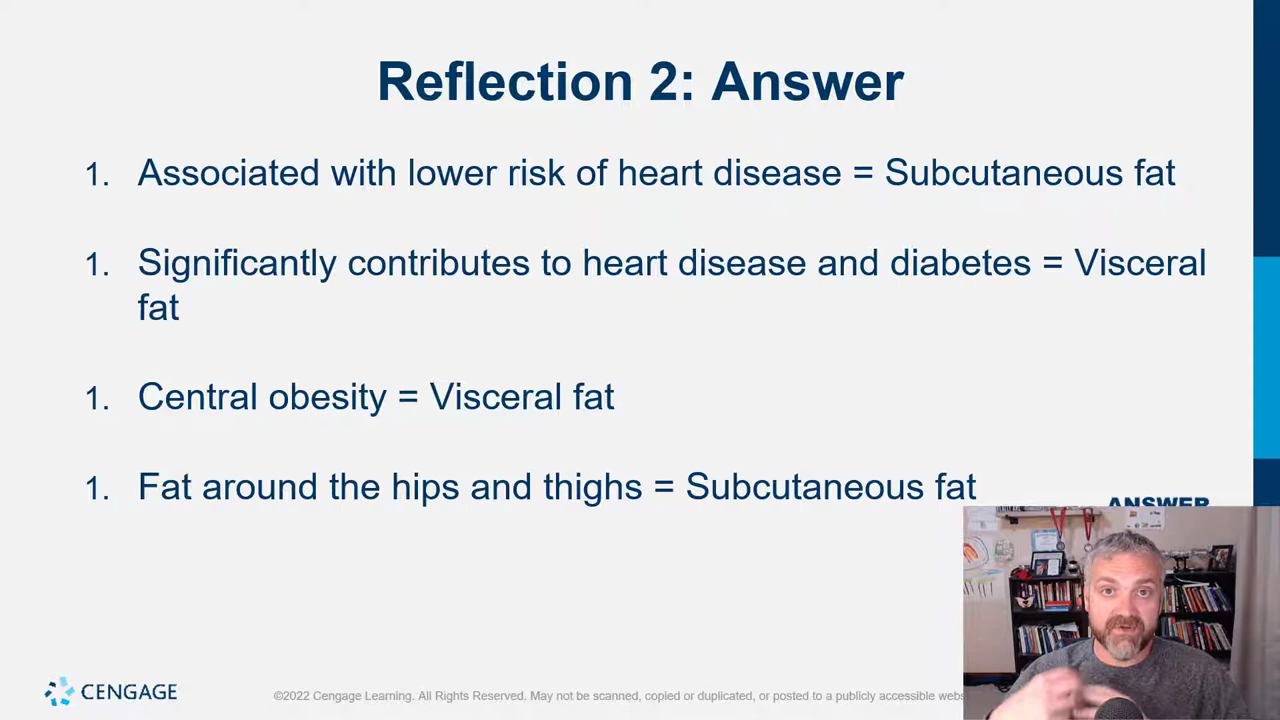 Reflection 2: Answer
1. Associated with lower risk of heart disease = Subcutaneous fat
1. Significantly contributes to heart disease and diabetes = Visceral
fat
1. Central obesity = Visceral fat
1. Fat around the hips and thighs = Subcutaneous fat
ANSWER
CENGAGE
©2022 Cengage Learning. All Rights Reserved. May not be scanned, copied or duplicated, or posted to a publicly accessible